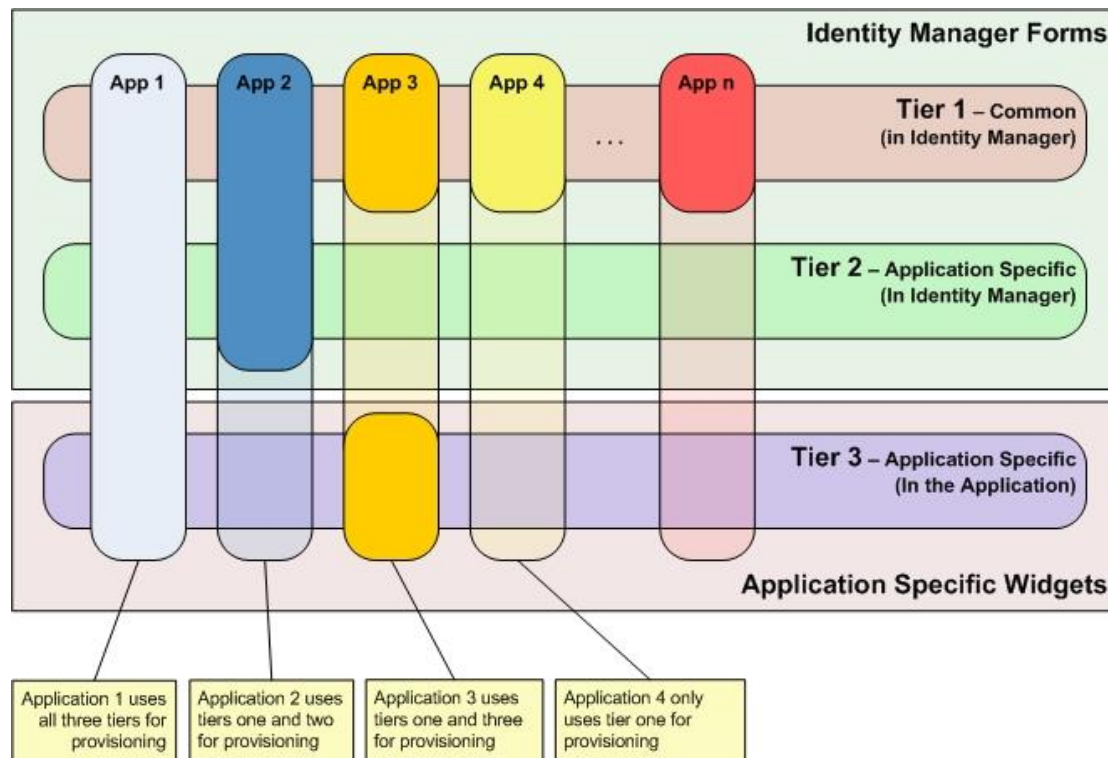 Identity Manager Forms
App 1
App 2
App 3
App 4
App n
...
Tier 1 – Common
(in Identity Manager)
Tier 2 – Application Specific
(In Identity Manager)
Tier 3 – Application Specific
(In the Application)
Application Specific Widgets
Application 1 uses
all three tiers for
provisioning
Application 2 uses
tiers one and two
for provisioning
Application 3 uses
tiers one and three
for provisioning
Application 4 only
uses tier one for
provisioning